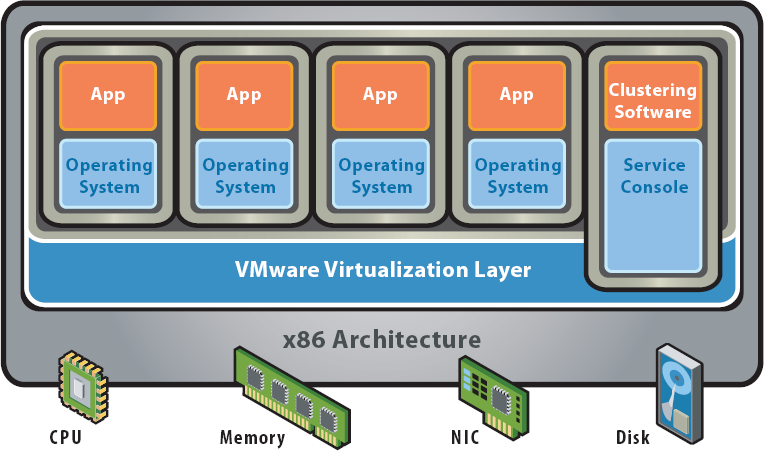 App
App
App
App
Clustering
Software
Operating
System
Operating
System
Operating
System
Operating
System
Service
Console
VMware Virtualization Layer
x86 Architecture
CPU
Memory
NIC
Disk